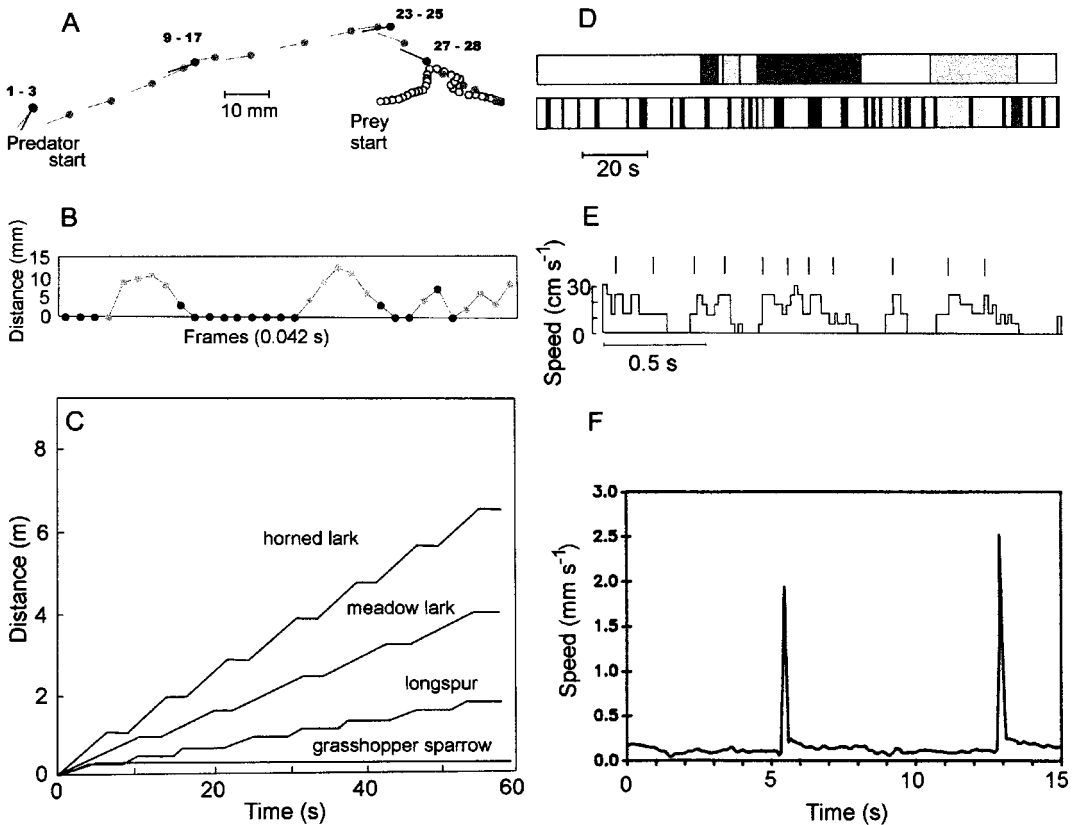 A
1 - 3
9 - 17
23 - 25
27 - 28
10 mm
Predator
start
Prey
start
B
Distance (mm)
15
10
5
0
Frames (0.042 s)
C
Distance (m)
8
6
4
2
0
horned lark
meadow lark
longspur
grasshopper sparrow
0
20
40
60
Time (s)
D
20 s
E
Speed (cm s⁻¹)
30
0
0.5 s
F
Speed (mm s⁻¹)
3.0
2.5
2.0
1.5
1.0
0.5
0.0
0
5
10
15
Time (s)